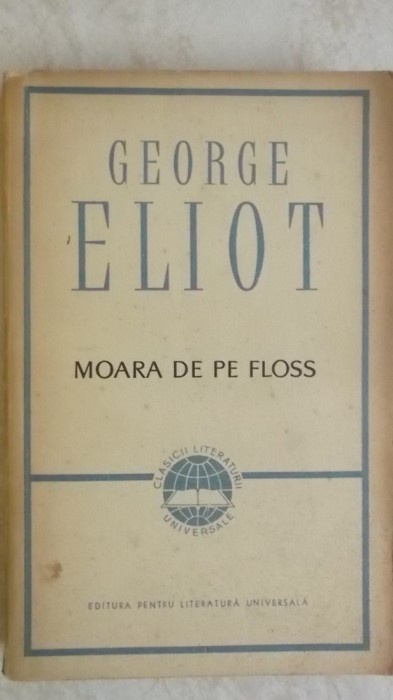 GEORGE
ELIOT
MOARA DE PE FLOSS
CLASICII LITERATURII
UNIVERSALE
EDITURA PENTRU LITERATURĂ UNIVERSALĂ